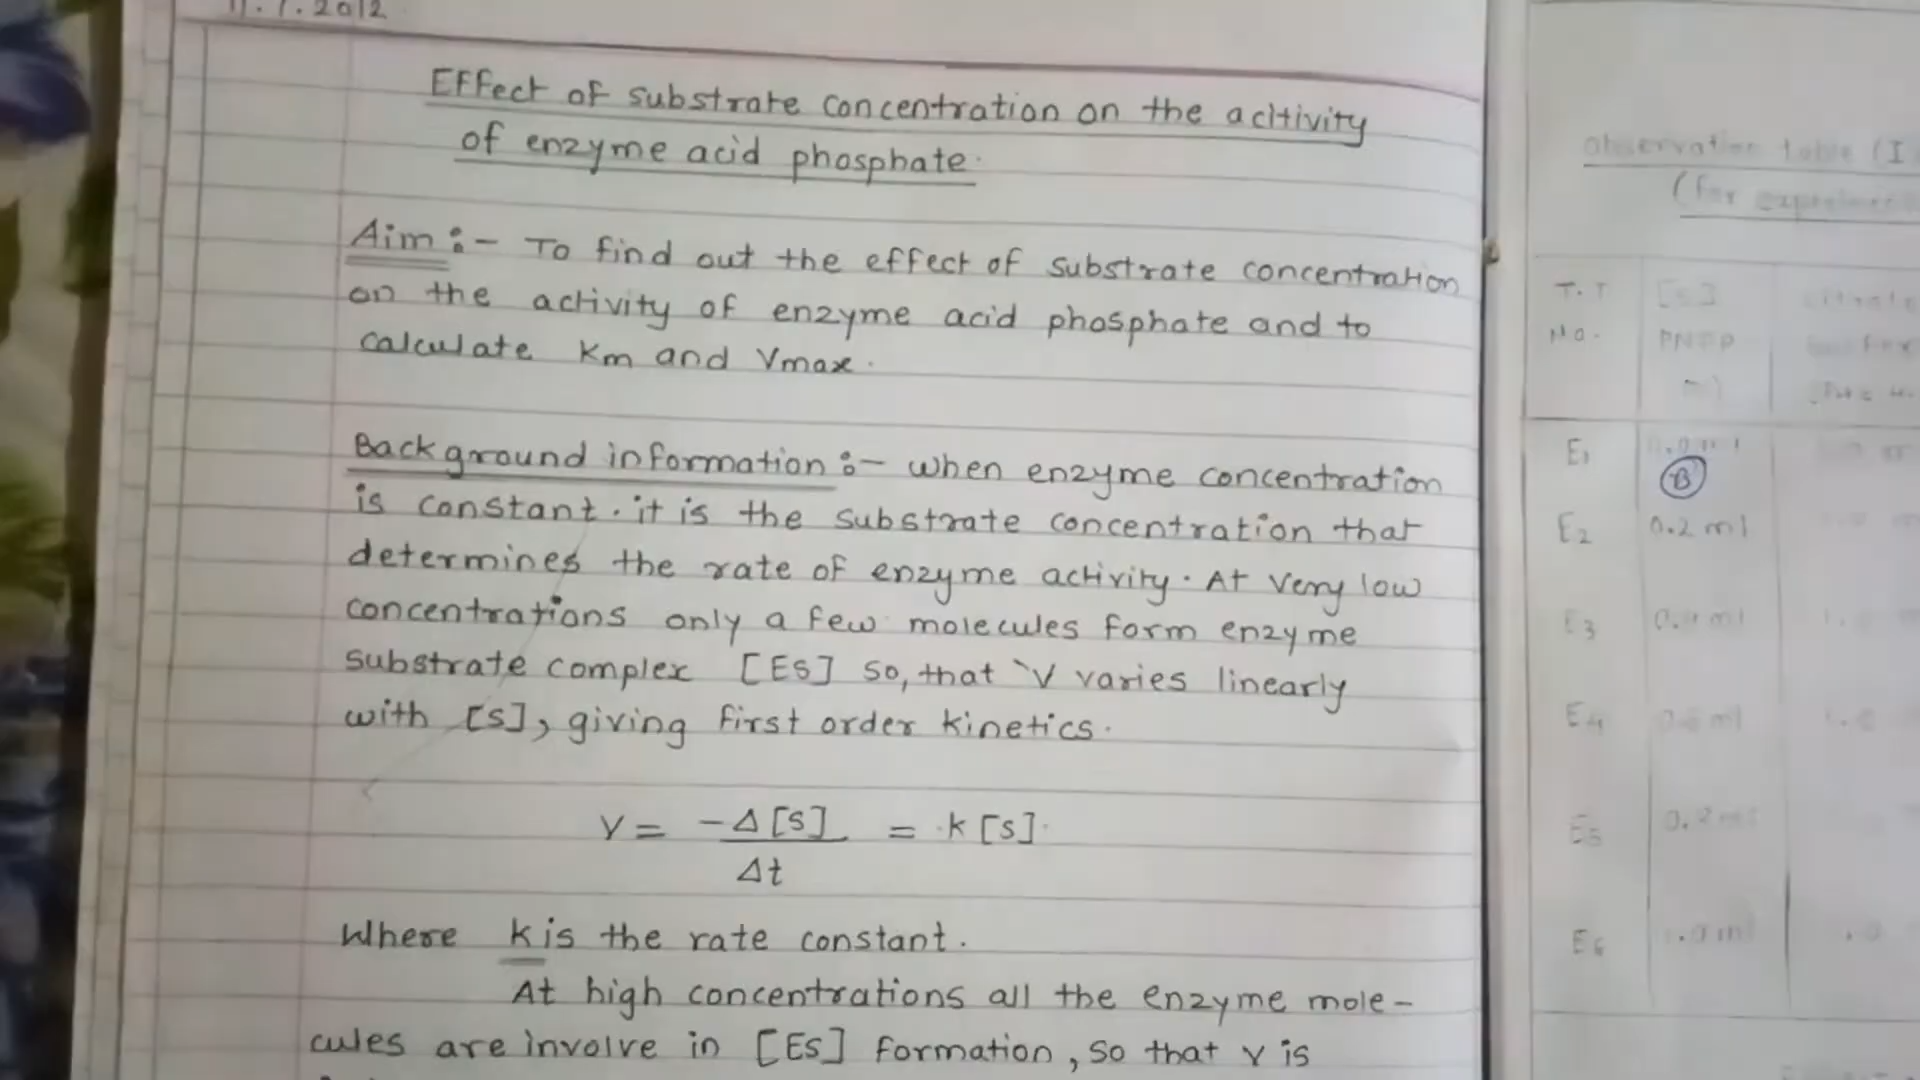 Effect of substrate concentration on the acltivity
of enzyme acid phosphate.
Aim :- To find out the effect of substrate concentration
on the activity of enzyme acid phosphate and to
calculate Km and Vmax.
Background information :- when enzyme concentration
is constant. it is the substrate concentration that
determines the rate of enzyme activity. At very low
concentrations only a few molecules form enzyme
substrate complex [ES] so, that V varies linearly
with [S], giving first order kinetics.
V = -Δ[S] / Δt = k[S].
Where k is the rate constant.
At high concentrations all the enzyme mole-
cules are involve in [ES] formation, so that v is
observation table (I
(for
T.T [S]
No. PNPP
E1
B
E2 0.2 ml
E3
E4
E5
E6